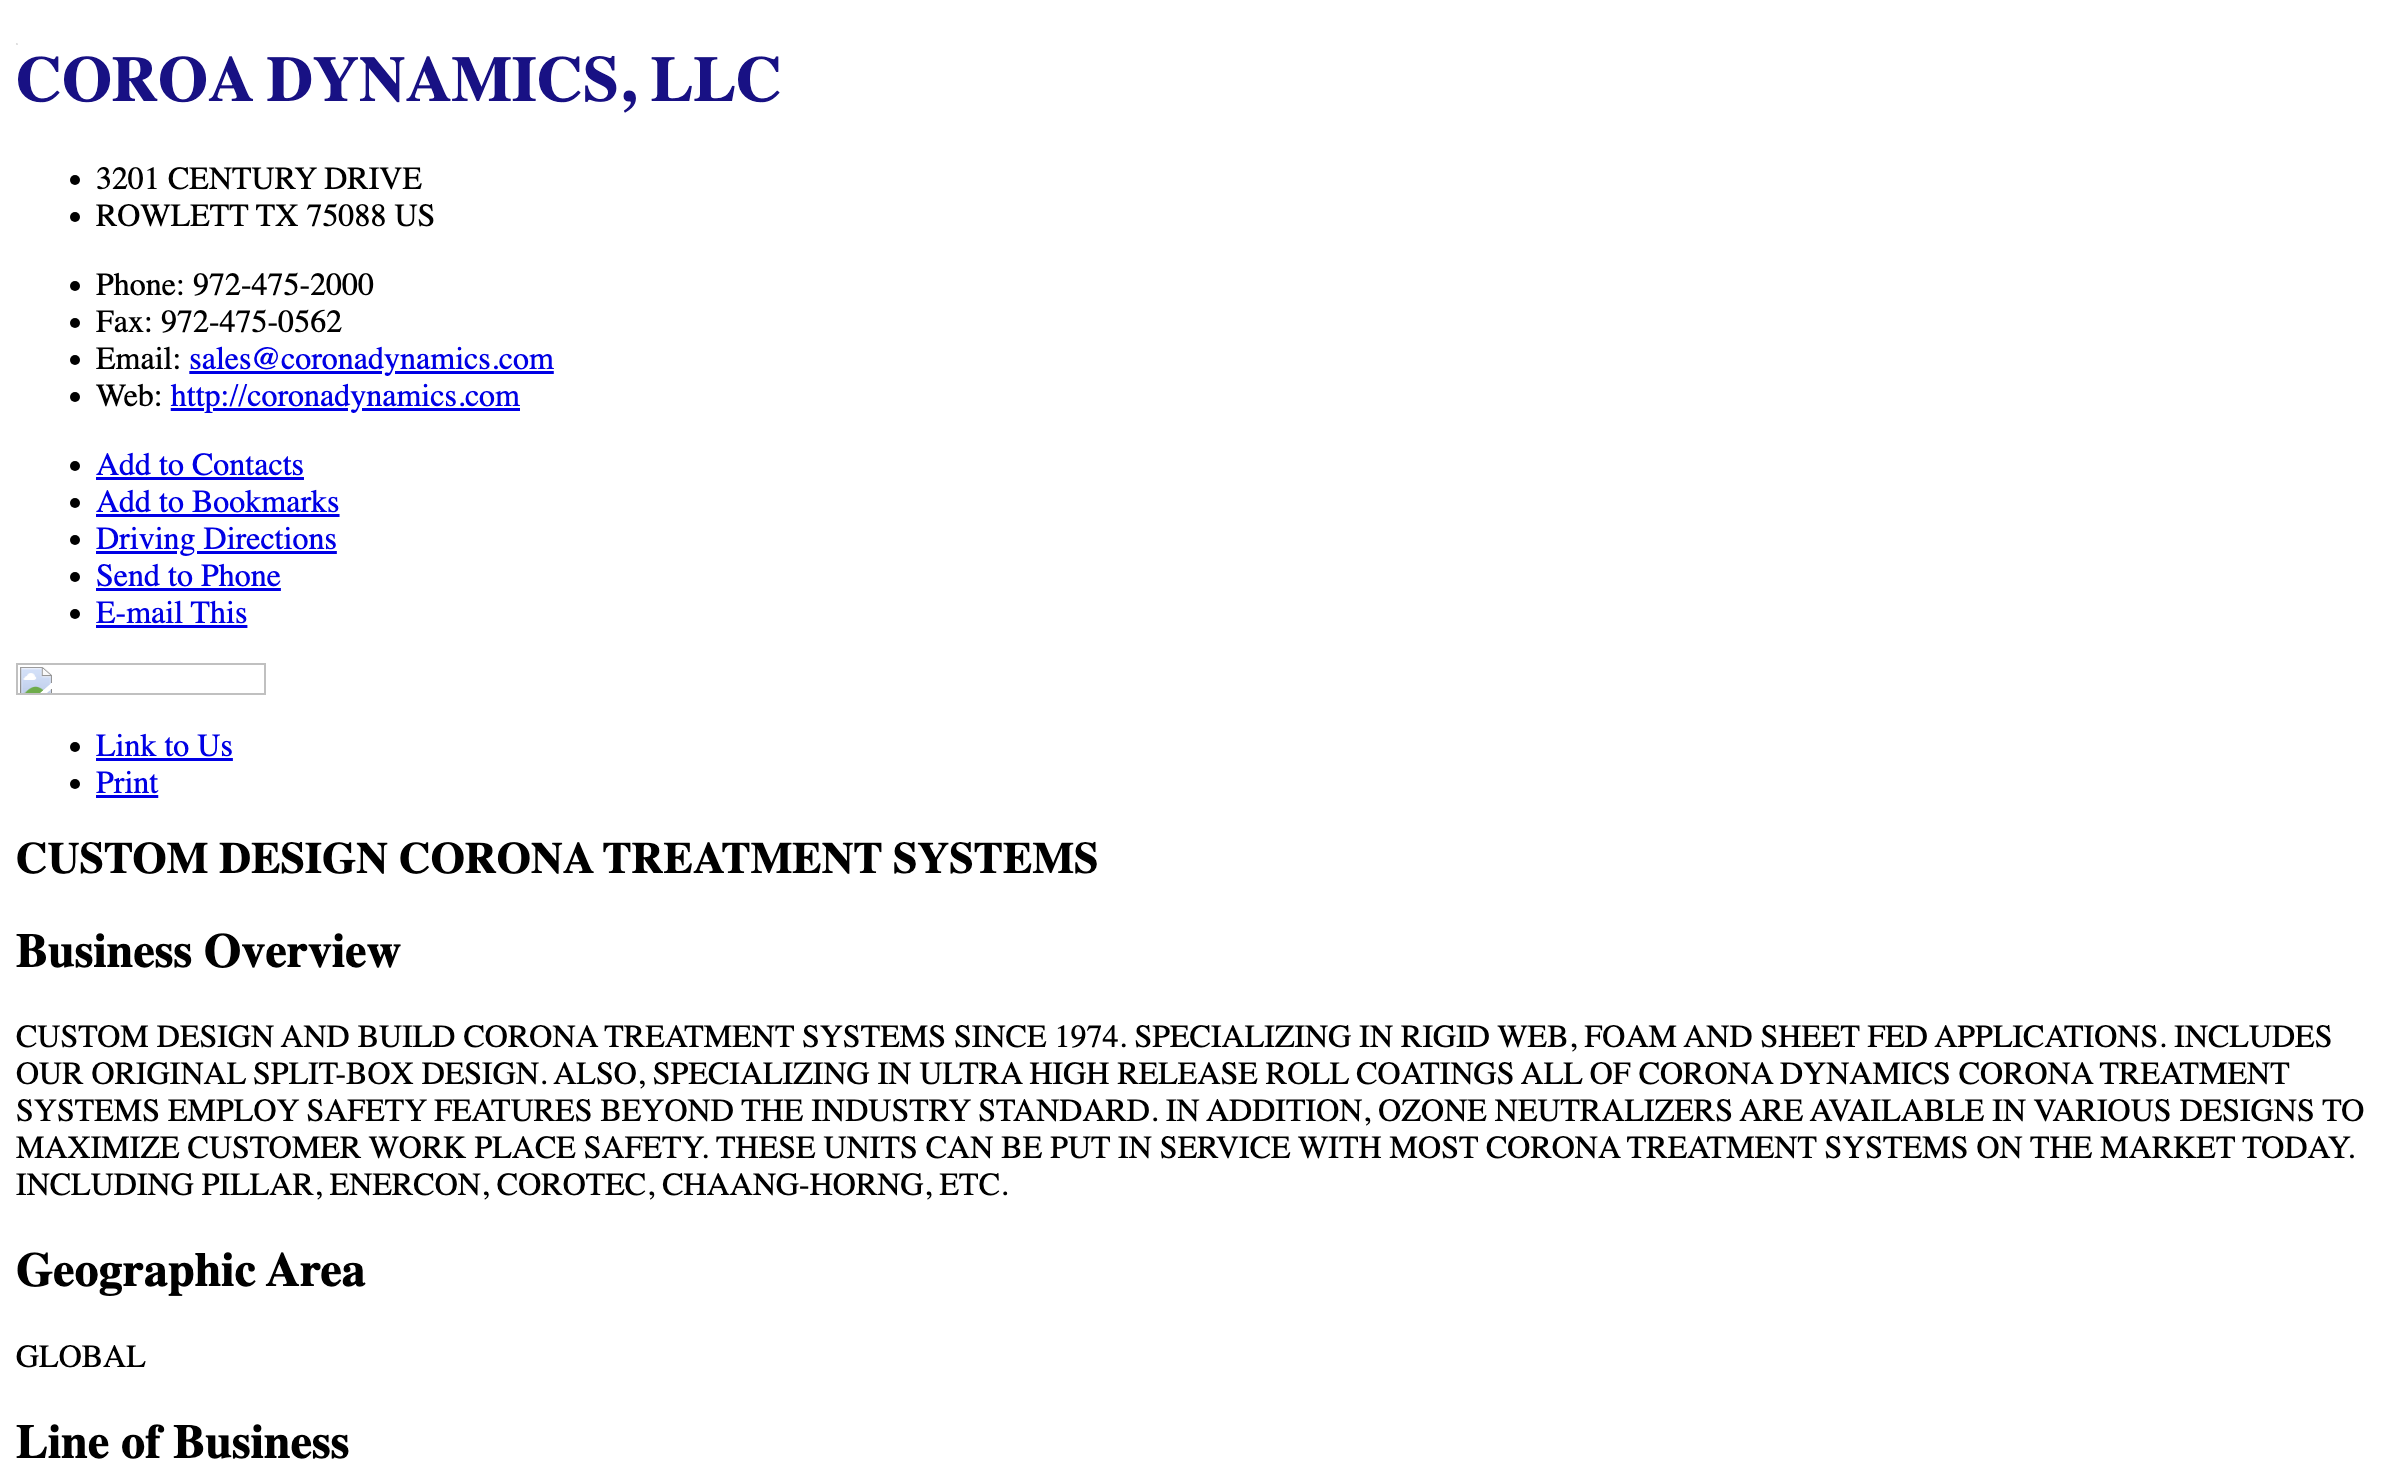 COROA DYNAMICS, LLC
3201 CENTURY DRIVE
ROWLETT TX 75088 US
Phone: 972-475-2000
Fax: 972-475-0562
Email: sales@coronadynamics.com
Web: http://coronadynamics.com
Add to Contacts
Add to Bookmarks
Driving Directions
Send to Phone
E-mail This
Link to Us
Print
CUSTOM DESIGN CORONA TREATMENT SYSTEMS
Business Overview
CUSTOM DESIGN AND BUILD CORONA TREATMENT SYSTEMS SINCE 1974. SPECIALIZING IN RIGID WEB, FOAM AND SHEET FED APPLICATIONS. INCLUDES
OUR ORIGINAL SPLIT-BOX DESIGN. ALSO, SPECIALIZING IN ULTRA HIGH RELEASE ROLL COATINGS ALL OF CORONA DYNAMICS CORONA TREATMENT
SYSTEMS EMPLOY SAFETY FEATURES BEYOND THE INDUSTRY STANDARD. IN ADDITION, OZONE NEUTRALIZERS ARE AVAILABLE IN VARIOUS DESIGNS TO
MAXIMIZE CUSTOMER WORK PLACE SAFETY. THESE UNITS CAN BE PUT IN SERVICE WITH MOST CORONA TREATMENT SYSTEMS ON THE MARKET TODAY.
INCLUDING PILLAR, ENERCON, COROTEC, CHAANG-HORNG, ETC.
Geographic Area
GLOBAL
Line of Business